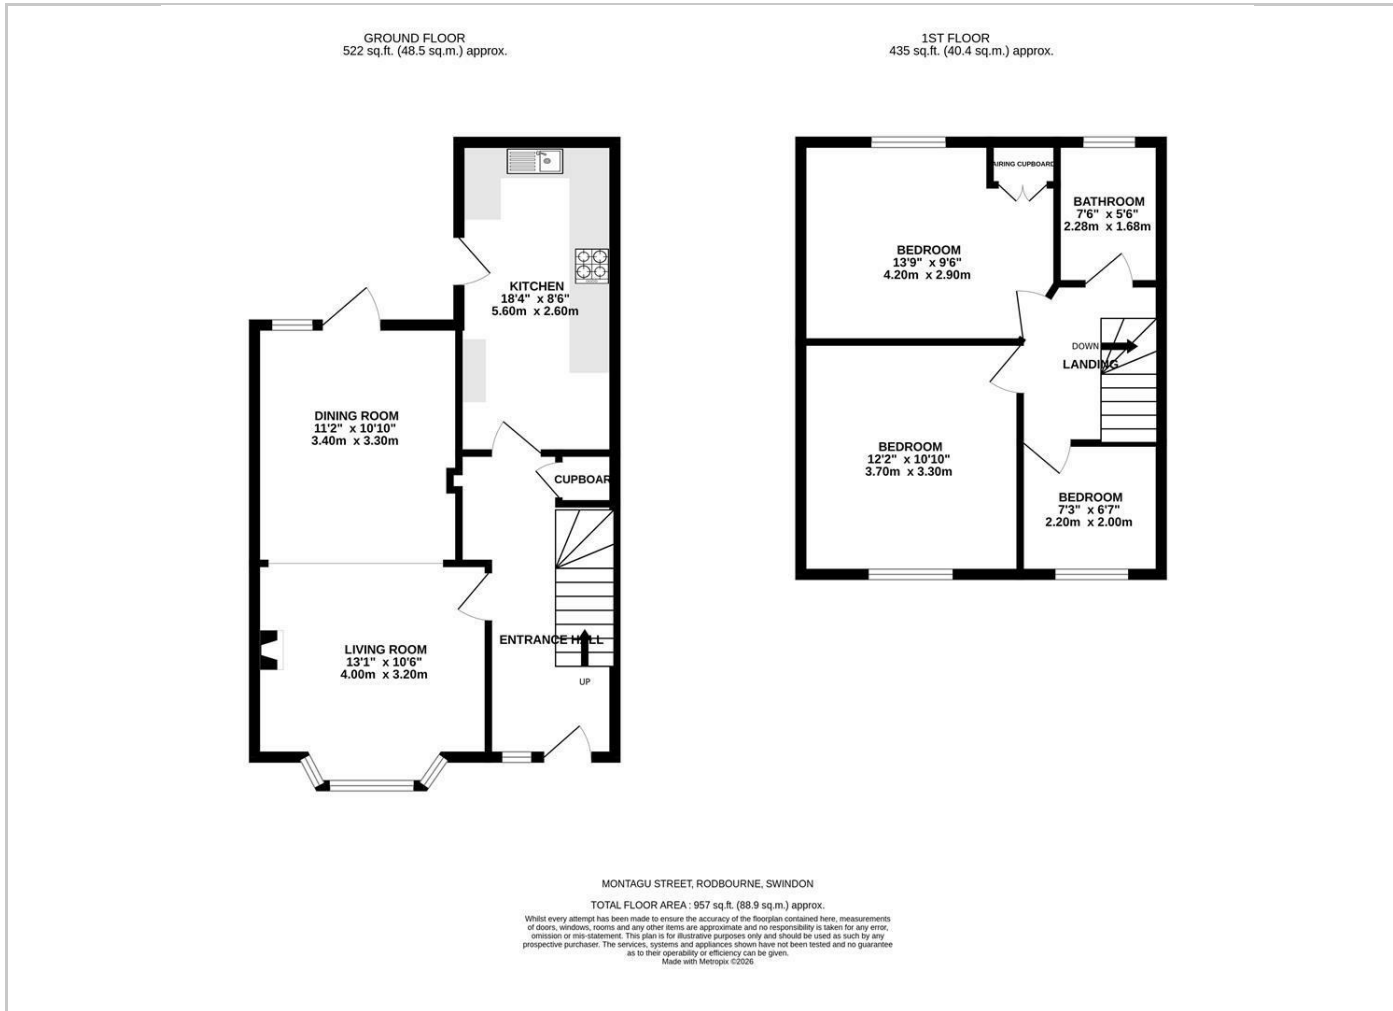 GROUND FLOOR
522 sq.ft. (48.5 sq.m.) approx.
1ST FLOOR
435 sq.ft. (40.4 sq.m.) approx.
KITCHEN
18'4" x 8'6"
5.60m x 2.60m
DINING ROOM
11'2" x 10'10"
3.40m x 3.30m
CUPBOAR
ENTRANCE HALL
UP
LIVING ROOM
13'1" x 10'6"
4.00m x 3.20m
AIRING CUPBOARD
BATHROOM
7'6" x 5'6"
2.28m x 1.68m
BEDROOM
13'9" x 9'6"
4.20m x 2.90m
DOWN
LANDING
BEDROOM
12'2" x 10'10"
3.70m x 3.30m
BEDROOM
7'3" x 6'7"
2.20m x 2.00m
MONTAGU STREET, RODBOURNE, SWINDON
TOTAL FLOOR AREA : 957 sq.ft. (88.9 sq.m.) approx.
Whilst every attempt has been made to ensure the accuracy of the floorplan contained here, measurements
of doors, windows, rooms and any other items are approximate and no responsibility is taken for any error,
omission or mis-statement. This plan is for illustrative purposes only and should be used as such by any
prospective purchaser. The services, systems and appliances shown have not been tested and no guarantee
as to their operability or efficiency can be given.
Made with Metropix ©2026